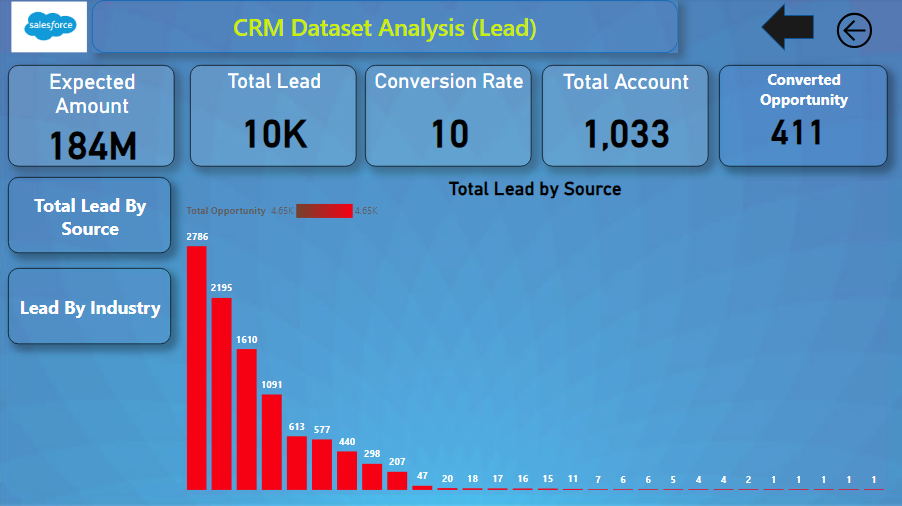 salesforce
CRM Dataset Analysis (Lead)
Expected
Amount
184M
Total Lead
10K
Conversion Rate
10
Total Account
1,033
Converted
Opportunity
411
Total Lead By
Source
Lead By Industry
Total Lead by Source
Total Opportunity 4.65K 4.65K
2786
2195
1610
1091
613
577
440
298
207
47
20
18
17
16
15
11
7
6
6
5
4
4
2
1
1
1
1
1